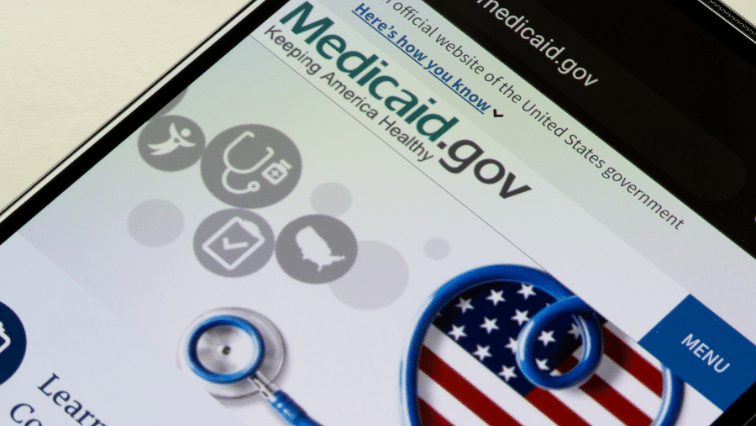 medicaid.gov
official website of the United States government
Here's how you know
Medicaid.gov
Keeping America Healthy
MENU
Learn
Co